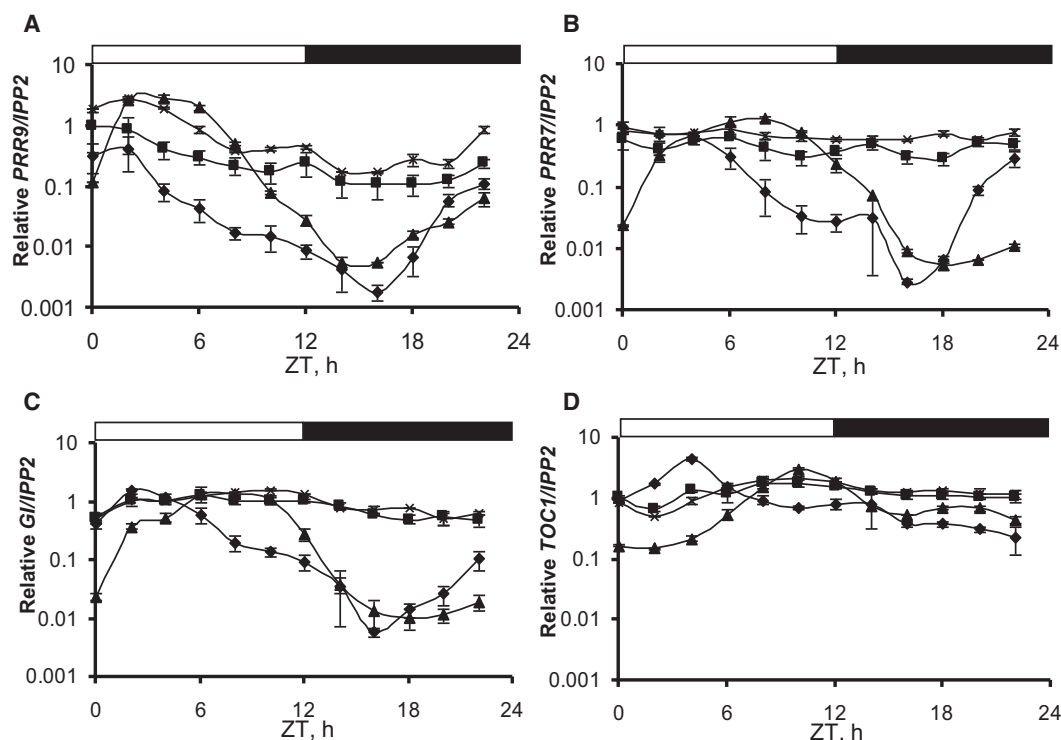 A
Relative PRR9/IPP2
10
1
0.1
0.01
0.001
0 6 12 18 24
ZT, h
B
Relative PRR7/IPP2
10
1
0.1
0.01
0.001
0 6 12 18 24
ZT, h
C
Relative GI/IPP2
10
1
0.1
0.01
0.001
0 6 12 18 24
ZT, h
D
Relative TOC1/IPP2
10
1
0.1
0.01
0.001
0 6 12 18 24
ZT, h